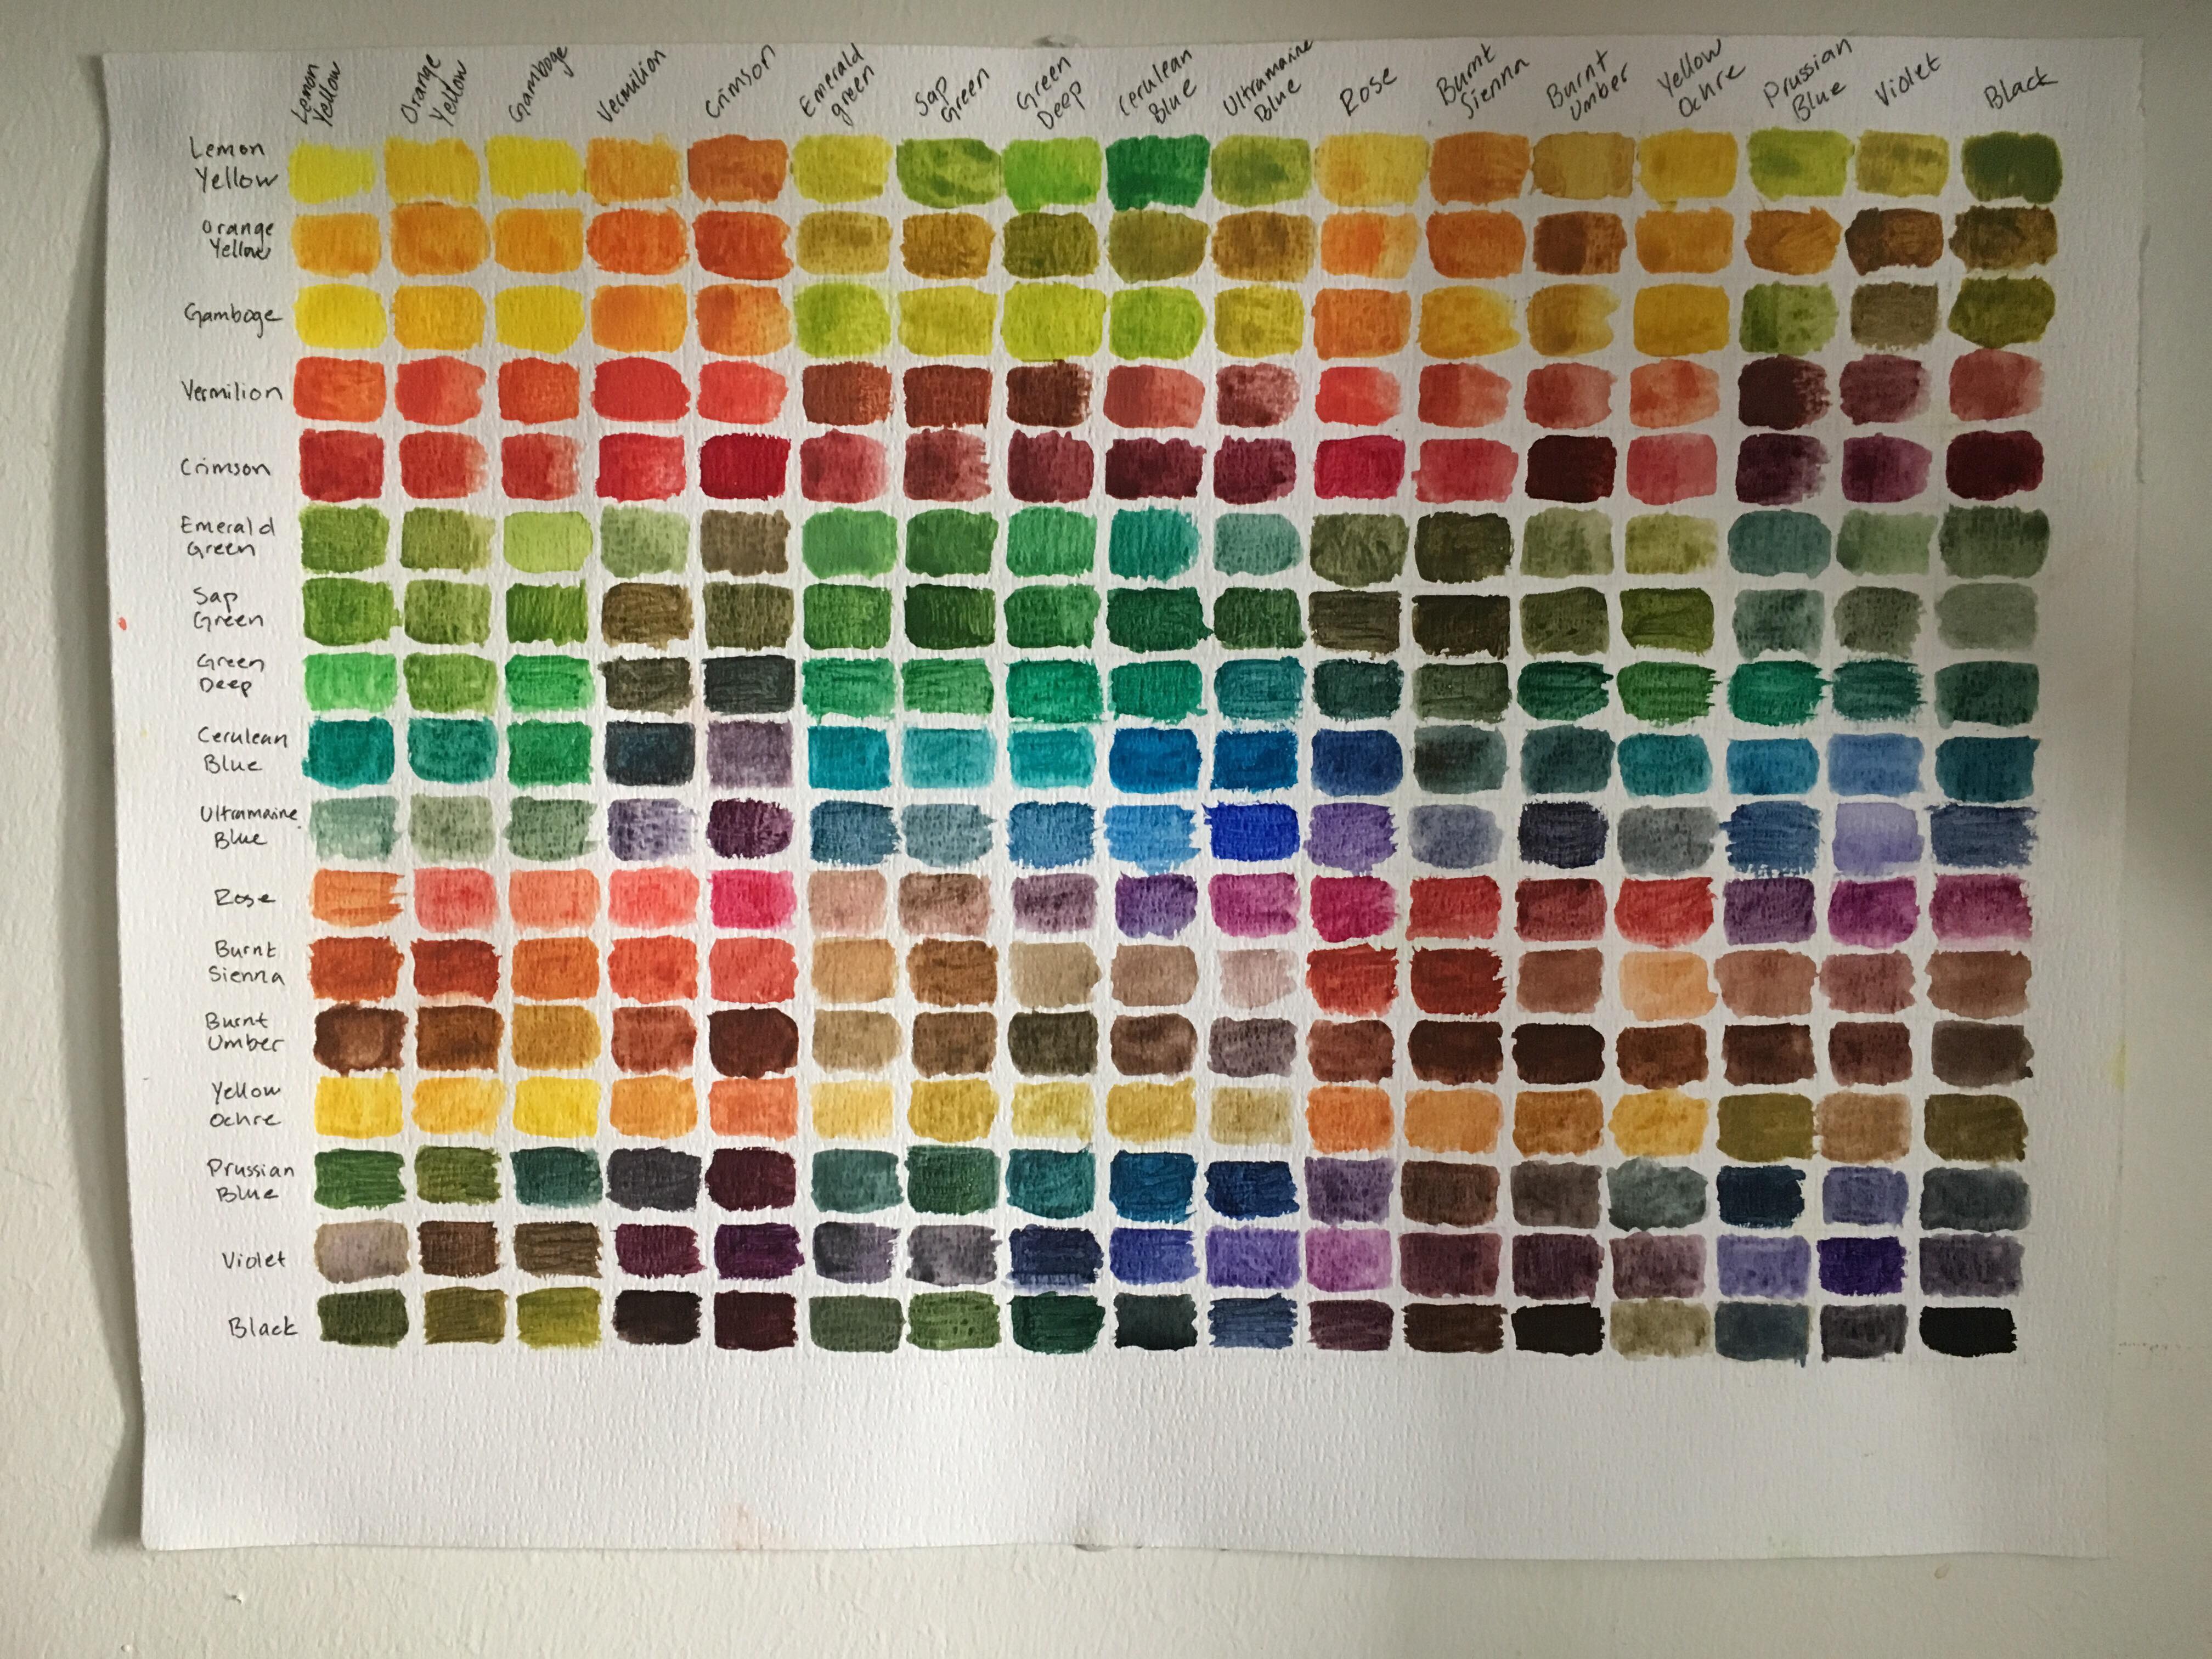 Lemon
Yellow
Orange
Yellow
Gamboge
Vermilion
Crimson
Emerald
green
Sap
Green
Green
Deep
Cerulean
Blue
Ultramarine
Blue
Rose
Burnt
Sienna
Burnt
Umber
Yellow
Ochre
Prussian
Blue
Violet
Black
Lemon
Yellow
Orange
Yellow
Gamboge
Vermilion
Crimson
Emerald
Green
Sap
Green
Green
Deep
Cerulean
Blue
Ultramarine
Blue
Rose
Burnt
Sienna
Burnt
Umber
Yellow
Ochre
Prussian
Blue
Violet
Black